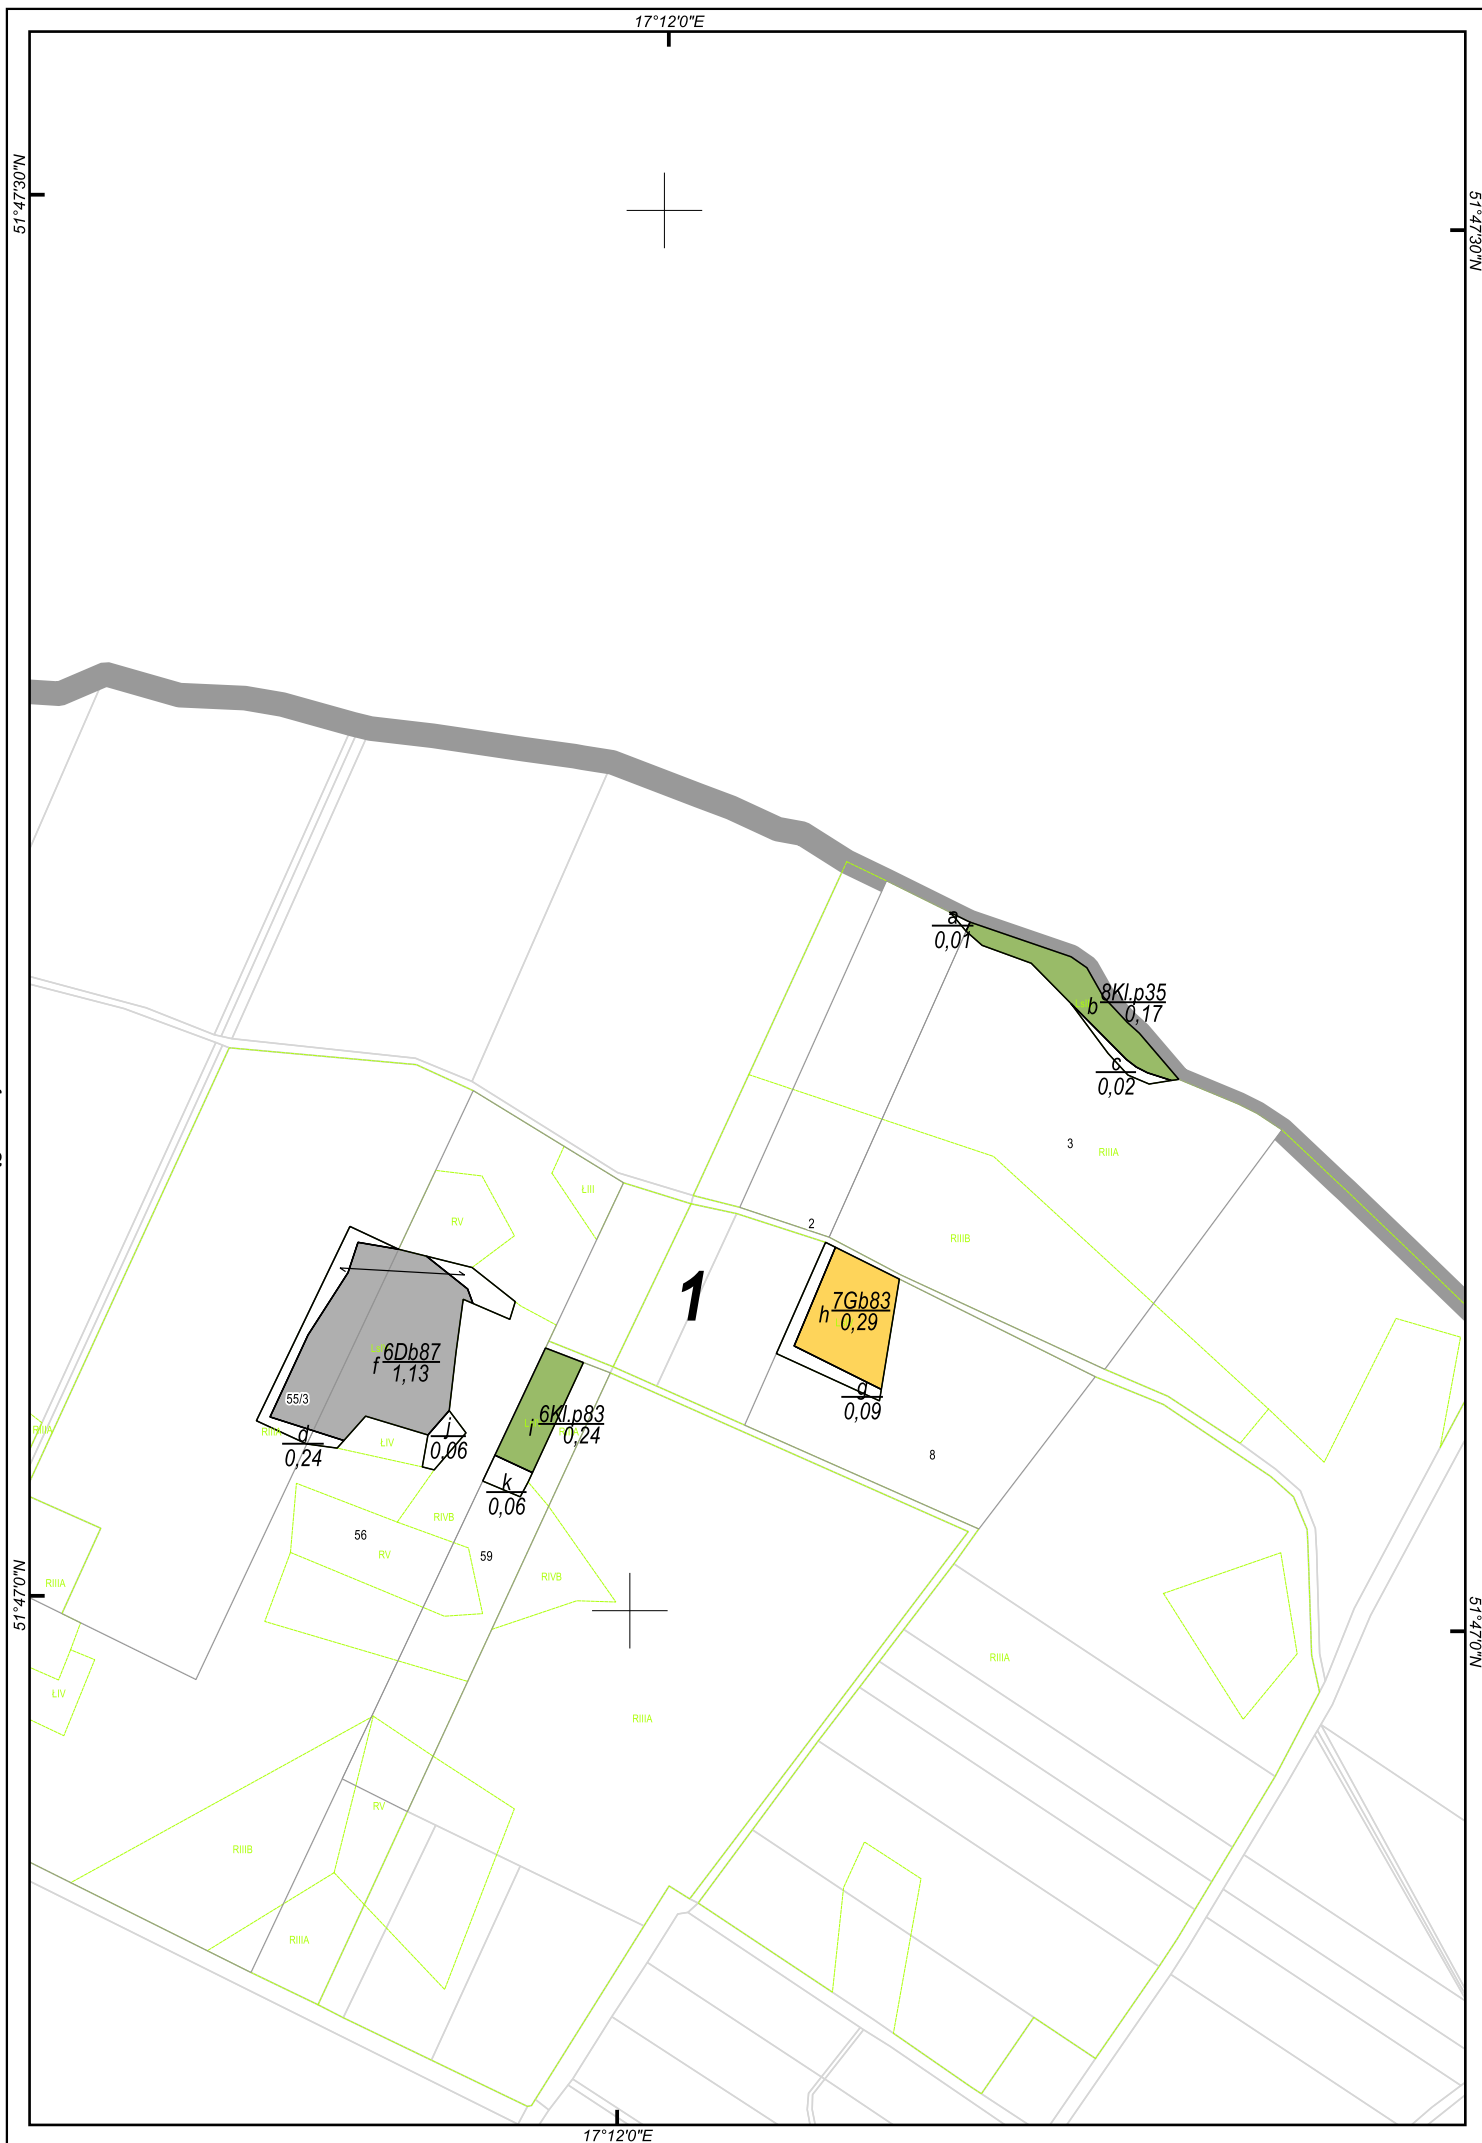 17°12'0"E
51°47'30"N
51°47'30"N
a
0,01
8Kl.p35
b 0,17
c
0,02
3
RIIIA
LIII
RV
2
RIIIB
1
7Gb83
h 0,29
6Db87
f 1,13
g
0,09
55/3
6Kl.p83
i 0,24
j
0,06
d
0,24
LIV
8
k
0,06
RIVB
56
RV
59
RIVB
RIIIA
51°47'0"N
51°47'0"N
RIIIA
LIV
RIIIA
RV
RIIIB
RIIIA
17°12'0"E